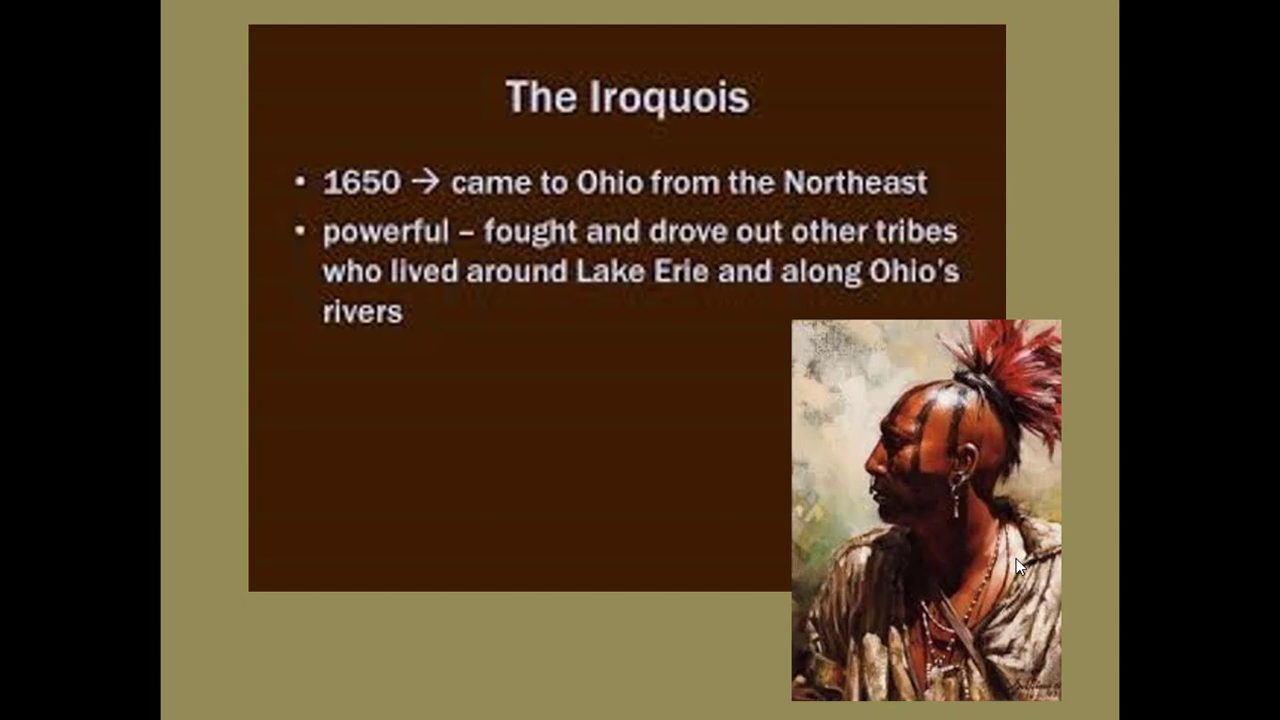 The Iroquois
• 1650 → came to Ohio from the Northeast
• powerful – fought and drove out other tribes
who lived around Lake Erie and along Ohio's
rivers